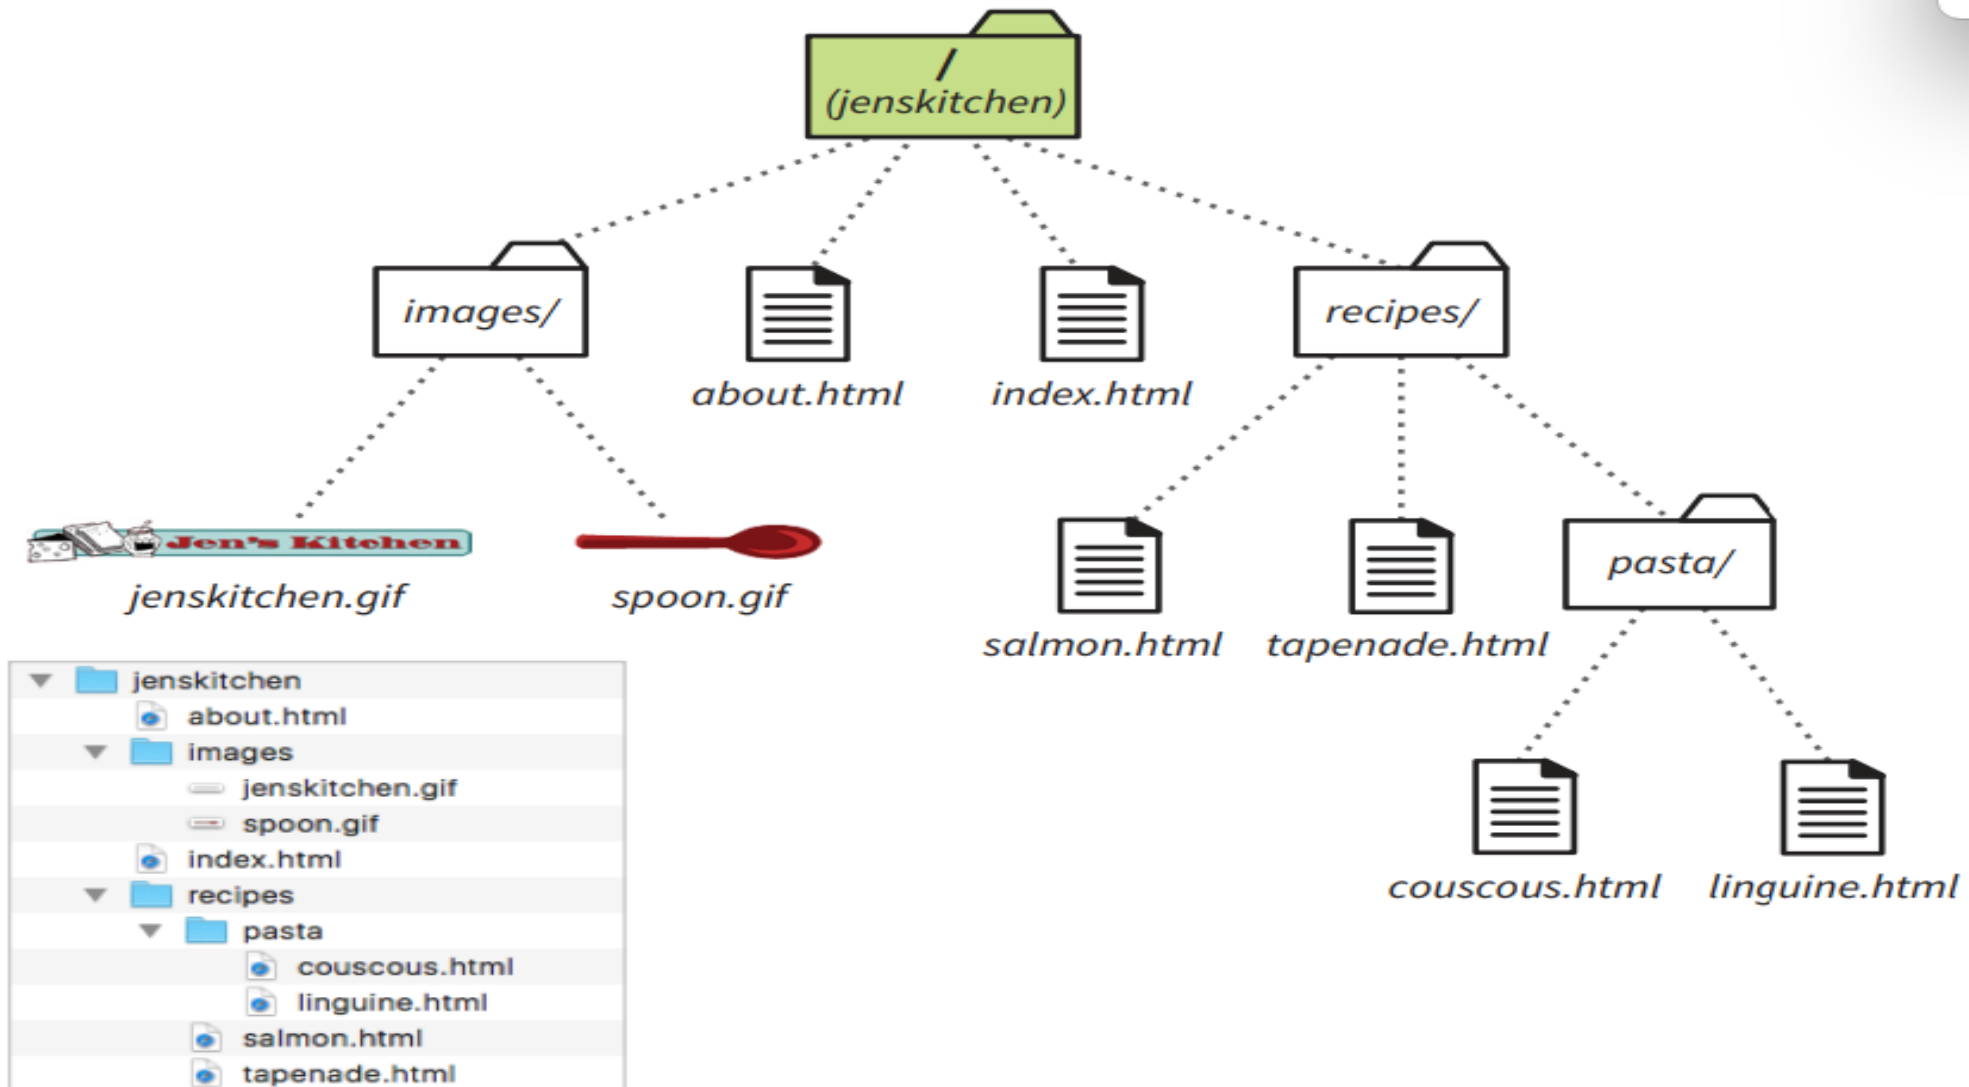 /
(jenskitchen)
images/
about.html
index.html
recipes/
Jen's Kitchen
jenskitchen.gif
spoon.gif
salmon.html
tapenade.html
pasta/
couscous.html
linguine.html
jenskitchen
about.html
images
jenskitchen.gif
spoon.gif
index.html
recipes
pasta
couscous.html
linguine.html
salmon.html
tapenade.html